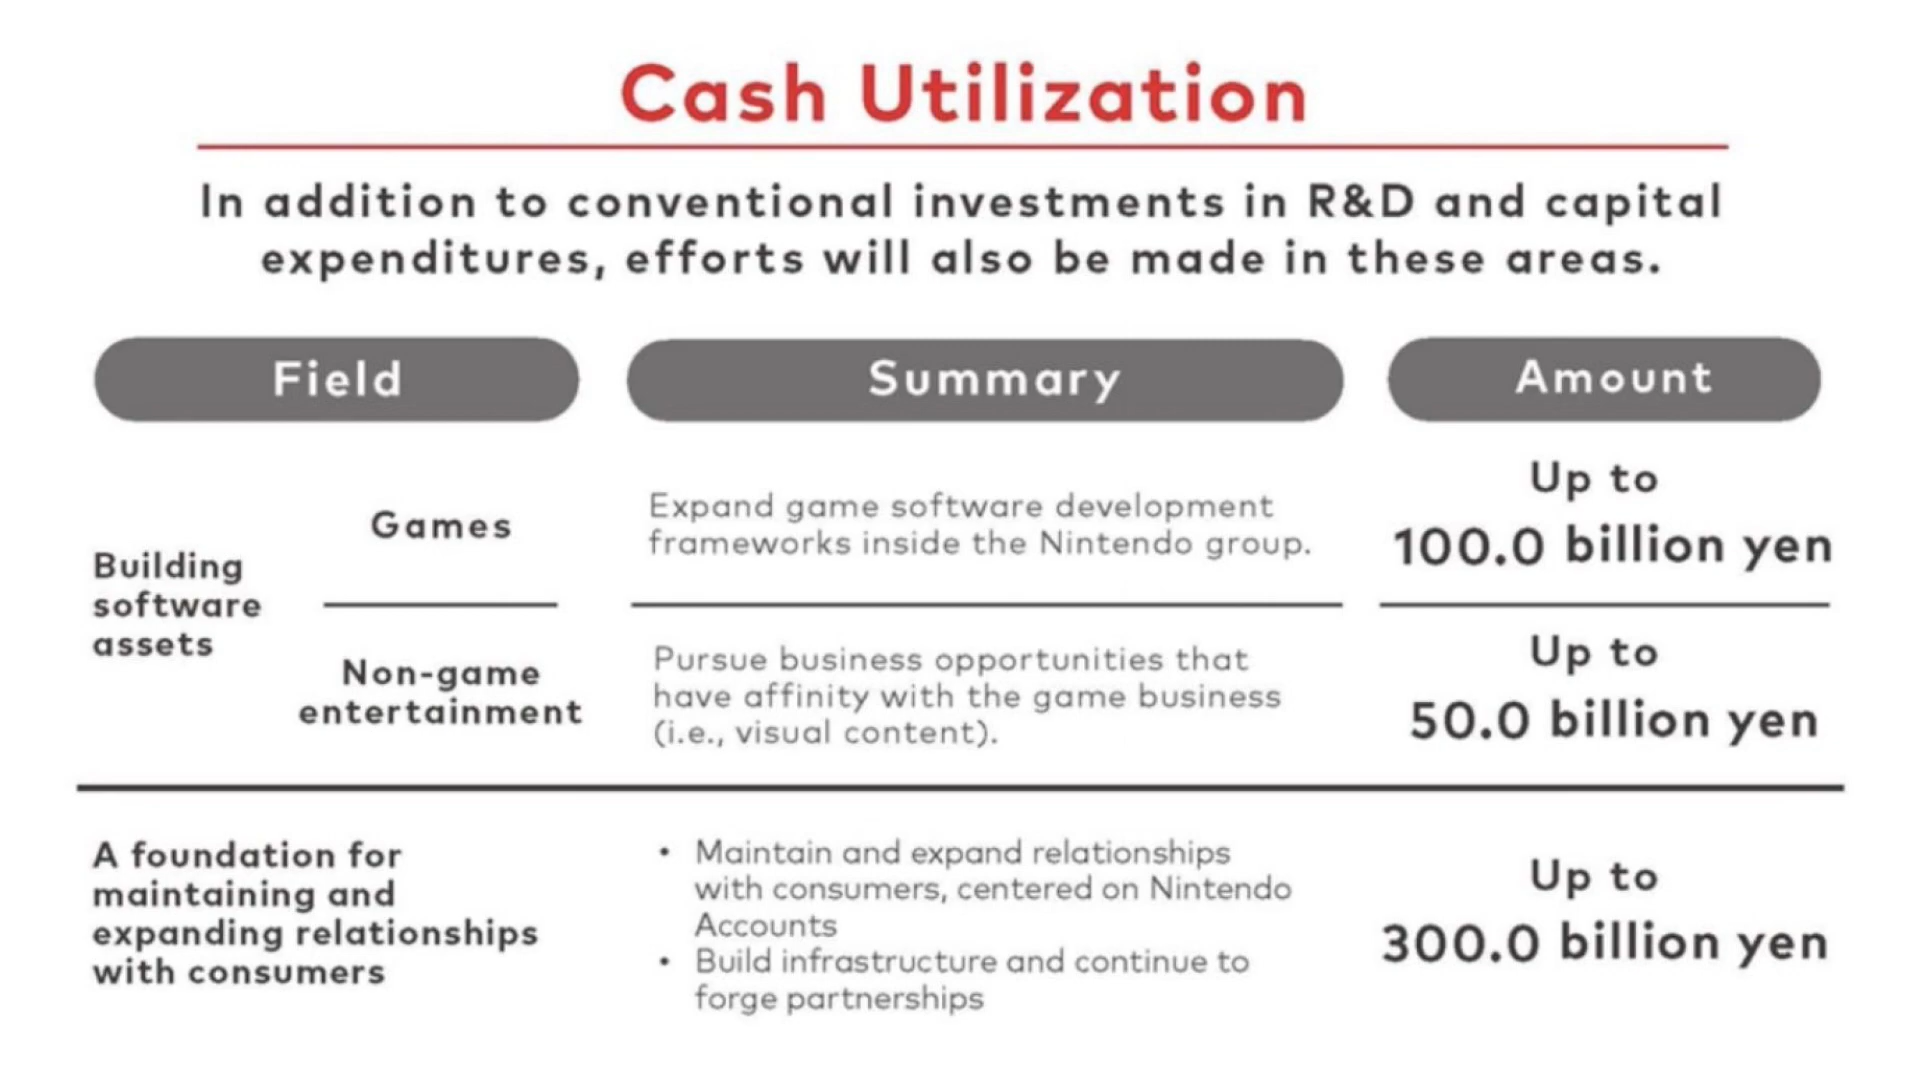 Cash Utilization
In addition to conventional investments in R&D and capital
expenditures, efforts will also be made in these areas.
Field
Summary
Amount
Building
software
assets
Games
Expand game software development
frameworks inside the Nintendo group.
Up to
100.0 billion yen
Non-game
entertainment
Pursue business opportunities that
have affinity with the game business
(i.e., visual content).
Up to
50.0 billion yen
A foundation for
maintaining and
expanding relationships
with consumers
• Maintain and expand relationships
with consumers, centered on Nintendo
Accounts
• Build infrastructure and continue to
forge partnerships
Up to
300.0 billion yen